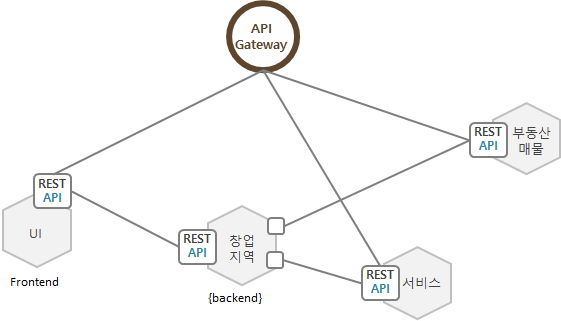 API
Gateway
REST
API
부동산
매물
REST
API
UI
Frontend
REST
API
창업
지역
{backend}
REST
API
서비스